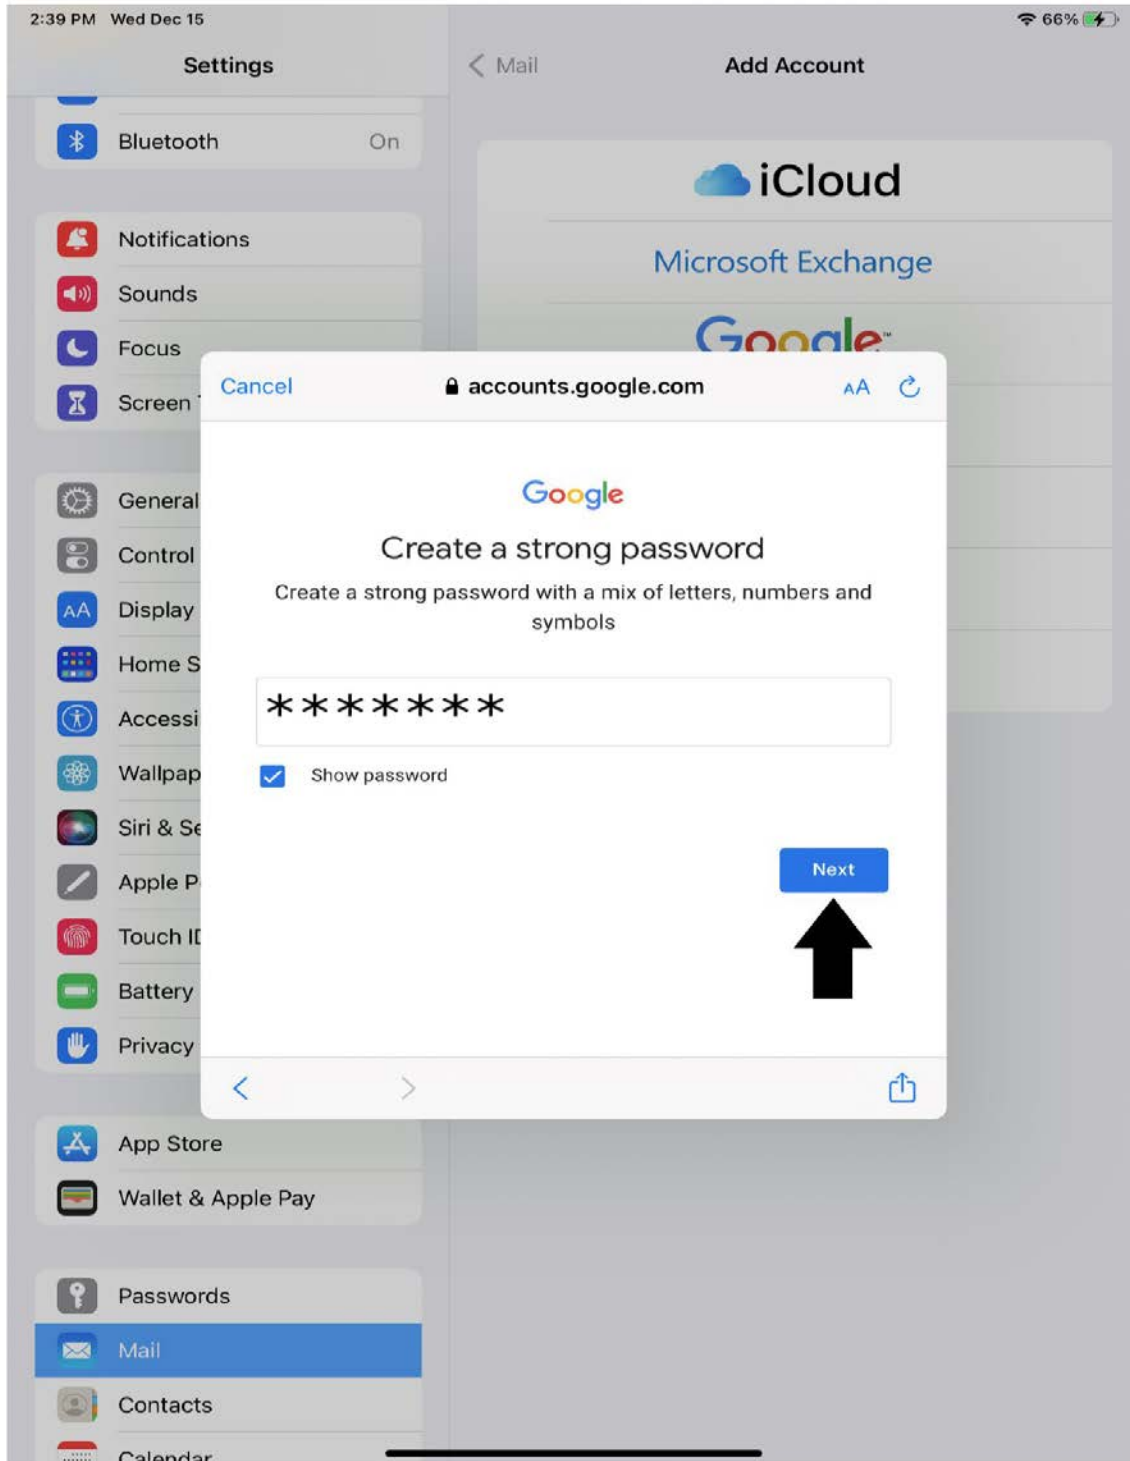 2:39 PM Wed Dec 15
66%
Settings
Mail
Add Account
Bluetooth On
iCloud
Microsoft Exchange
Google™
Notifications
Sounds
Focus
Screen
General
Control
Display
Home S
Accessi
Wallpap
Siri & Se
Apple P
Touch ID
Battery
Privacy
Cancel
accounts.google.com
AA
Google
Create a strong password
Create a strong password with a mix of letters, numbers and
symbols
*******
Show password
Next
App Store
Wallet & Apple Pay
Passwords
Mail
Contacts
Calendar